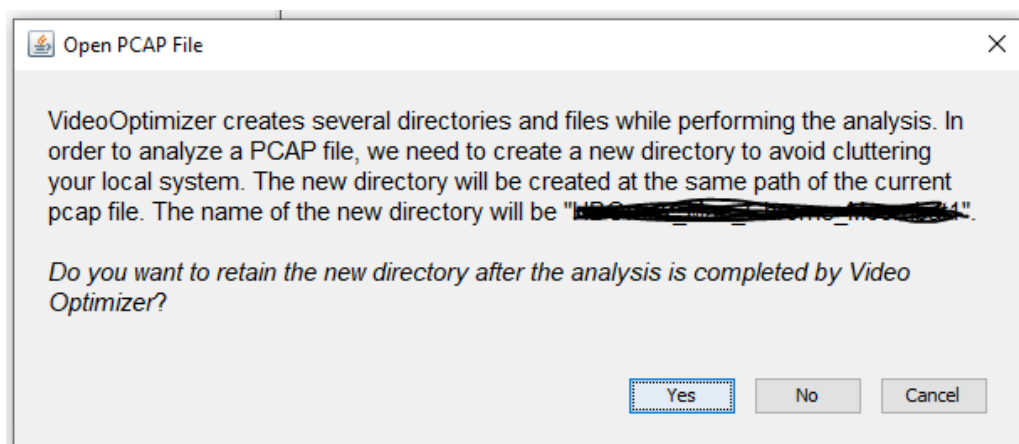 Open PCAP File
VideoOptimizer creates several directories and files while performing the analysis. In
order to analyze a PCAP file, we need to create a new directory to avoid cluttering
your local system. The new directory will be created at the same path of the current
pcap file. The name of the new directory will be "
Do you want to retain the new directory after the analysis is completed by Video
Optimizer?
Yes No Cancel